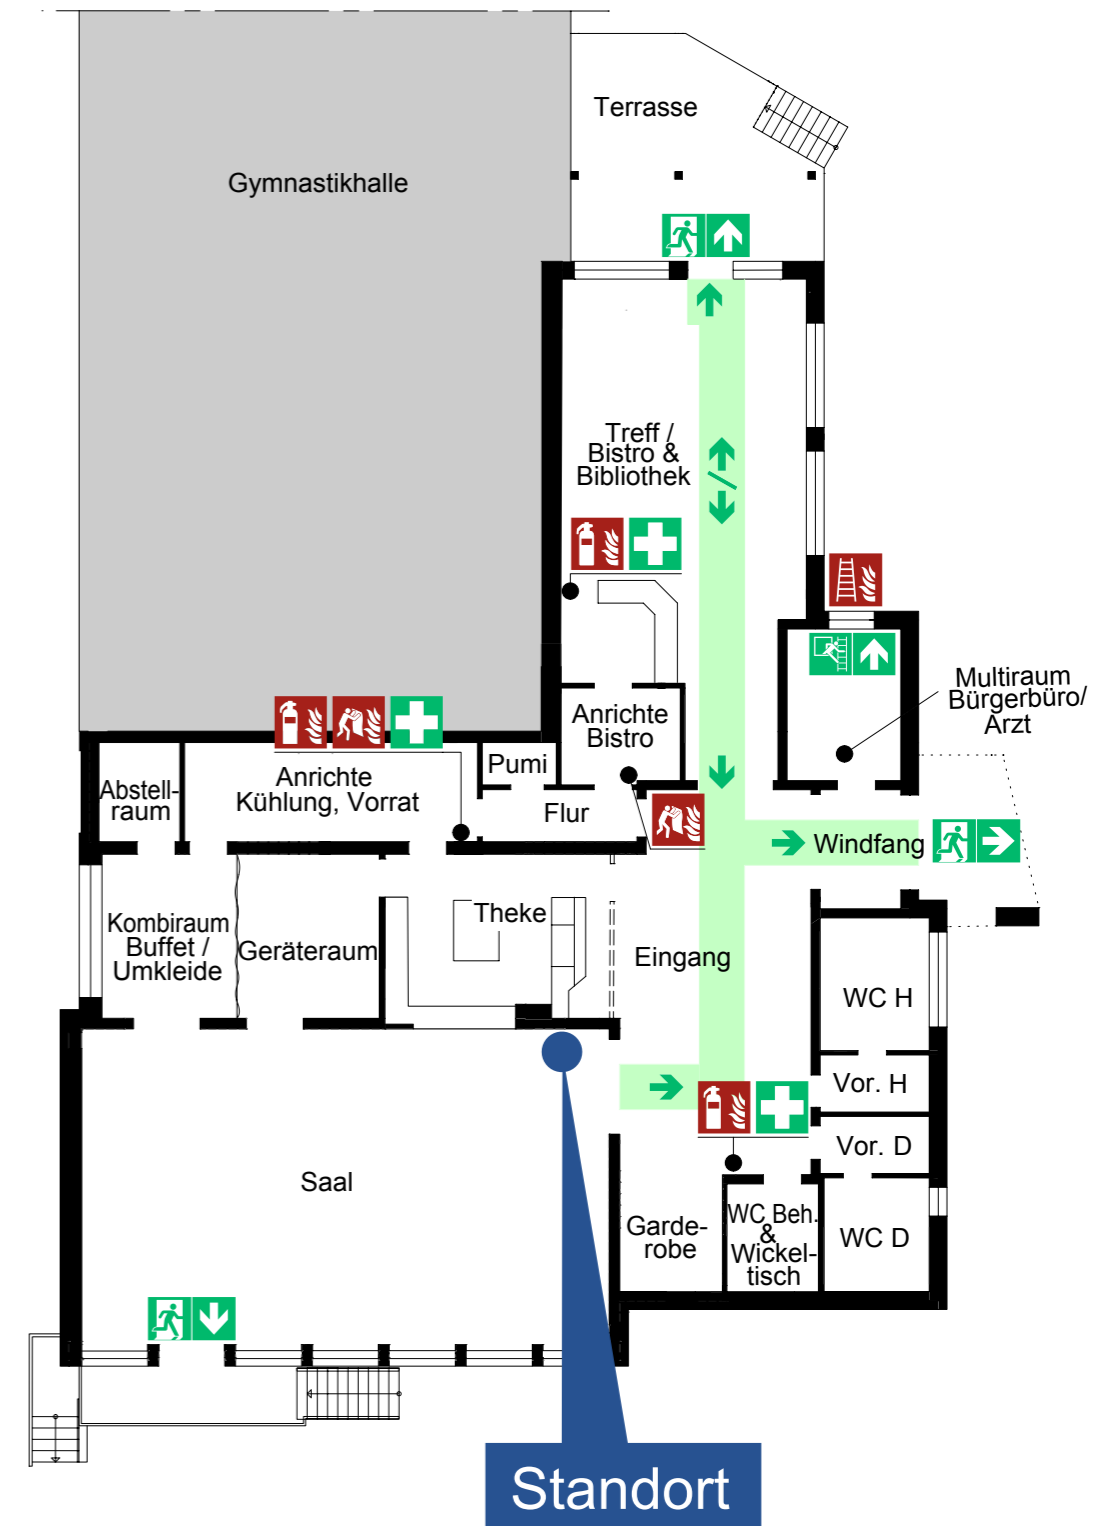 Terrasse
Gymnastikhalle
Treff /
Bistro &
Bibliothek
Multiraum
Bürgerbüro/
Arzt
Anrichte
Bistro
Pumi
Anrichte
Kühlung, Vorrat
Abstell-
raum
Flur
Windfang
Theke
Kombiraum
Buffet /
Umkleide
Geräteraum
Eingang
WC H
Vor. H
Vor. D
Saal
Garde-
robe
WC Beh.
&
Wickel-
tisch
WC D
Standort